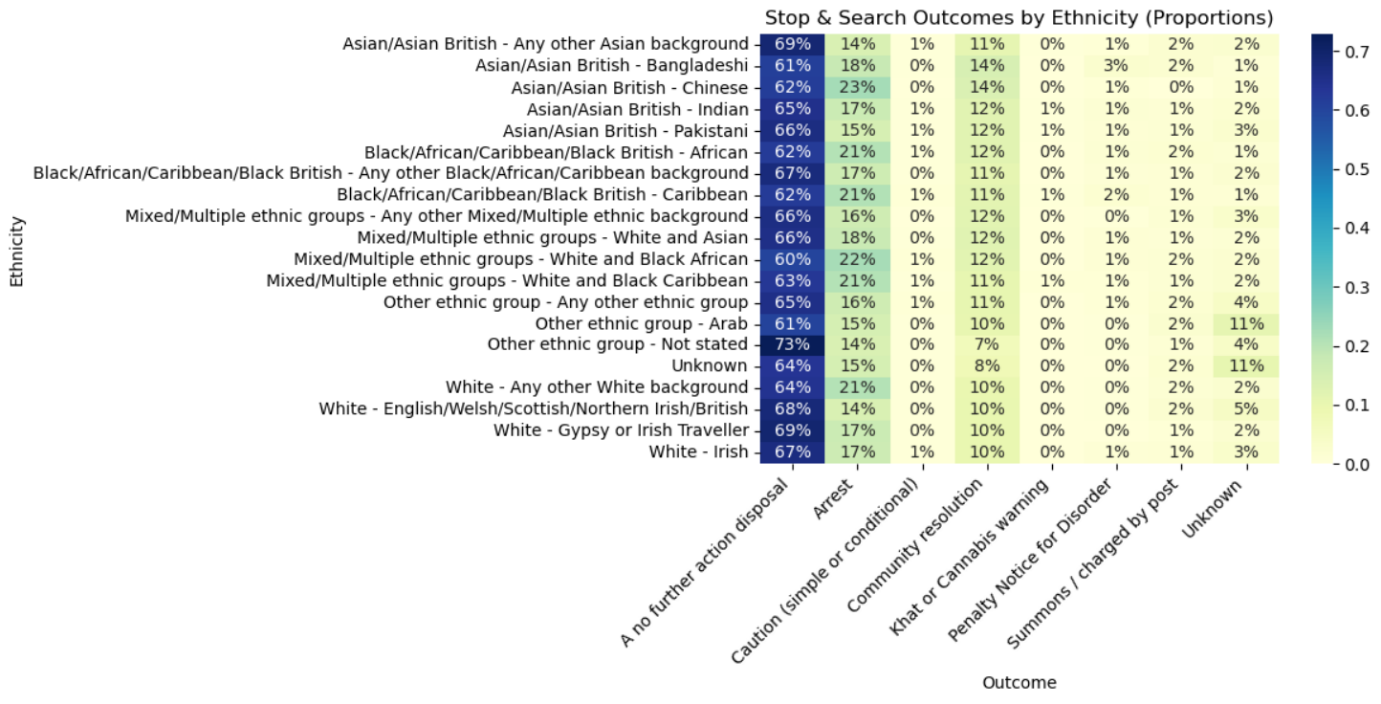 Stop & Search Outcomes by Ethnicity (Proportions)
Asian/Asian British - Any other Asian background 69% 14% 1% 11% 0% 1% 2% 2%
Asian/Asian British - Bangladeshi 61% 18% 0% 14% 0% 3% 2% 1%
Asian/Asian British - Chinese 62% 23% 0% 14% 0% 1% 0% 1%
Asian/Asian British - Indian 65% 17% 1% 12% 1% 1% 1% 2%
Asian/Asian British - Pakistani 66% 15% 1% 12% 1% 1% 1% 3%
Black/African/Caribbean/Black British - African 62% 21% 1% 12% 0% 1% 2% 1%
Black/African/Caribbean/Black British - Any other Black/African/Caribbean background 67% 17% 0% 11% 0% 1% 1% 2%
Black/African/Caribbean/Black British - Caribbean 62% 21% 1% 11% 1% 2% 1% 1%
Mixed/Multiple ethnic groups - Any other Mixed/Multiple ethnic background 66% 16% 0% 12% 0% 0% 1% 3%
Mixed/Multiple ethnic groups - White and Asian 66% 18% 0% 12% 0% 1% 1% 2%
Mixed/Multiple ethnic groups - White and Black African 60% 22% 1% 12% 0% 1% 2% 2%
Mixed/Multiple ethnic groups - White and Black Caribbean 63% 21% 1% 11% 1% 1% 1% 2%
Other ethnic group - Any other ethnic group 65% 16% 1% 11% 0% 1% 2% 4%
Other ethnic group - Arab 61% 15% 0% 10% 0% 0% 2% 11%
Other ethnic group - Not stated 73% 14% 0% 7% 0% 0% 1% 4%
Unknown 64% 15% 0% 8% 0% 0% 2% 11%
White - Any other White background 64% 21% 0% 10% 0% 0% 2% 2%
White - English/Welsh/Scottish/Northern Irish/British 68% 14% 0% 10% 0% 0% 2% 5%
White - Gypsy or Irish Traveller 69% 17% 0% 10% 0% 0% 1% 2%
White - Irish 67% 17% 1% 10% 0% 1% 1% 3%
Ethnicity
A no further action disposal
Arrest
Caution (simple or conditional)
Community resolution
Khat or Cannabis warning
Penalty Notice for Disorder
Summons / charged by post
Unknown
Outcome
0.7
0.6
0.5
0.4
0.3
0.2
0.1
0.0